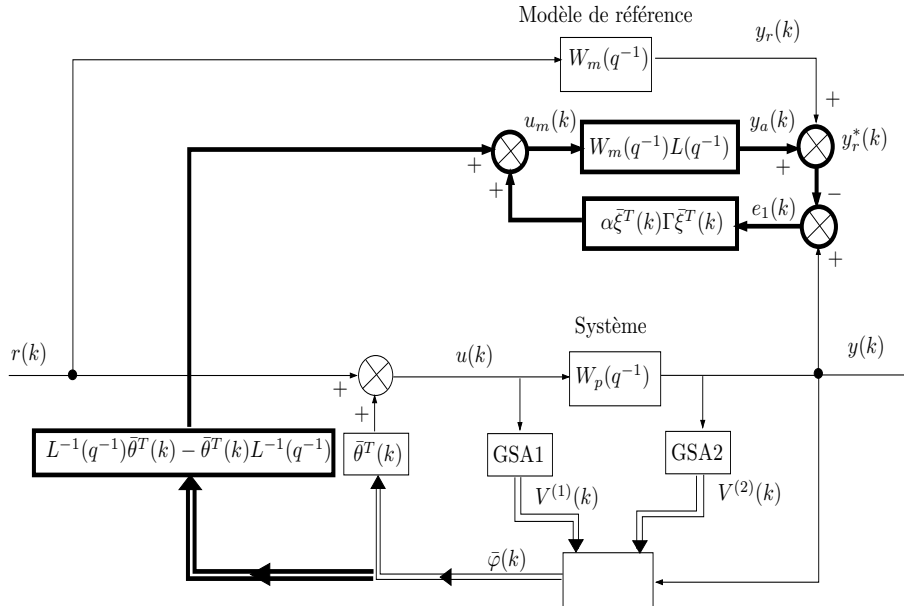 Modèle de référence
y_r(k)
W_m(q^{-1})
+
u_m(k)
y_a(k)
W_m(q^{-1})L(q^{-1})
y_r^*(k)
+
+
+
−
e_1(k)
αξ̄^T(k)Γξ̄^T(k)
+
Système
r(k)
u(k)
W_p(q^{-1})
y(k)
+
+
L^{-1}(q^{-1})θ̄^T(k) − θ̄^T(k)L^{-1}(q^{-1})
θ̄^T(k)
GSA1
GSA2
V^{(1)}(k)
V^{(2)}(k)
φ̄(k)